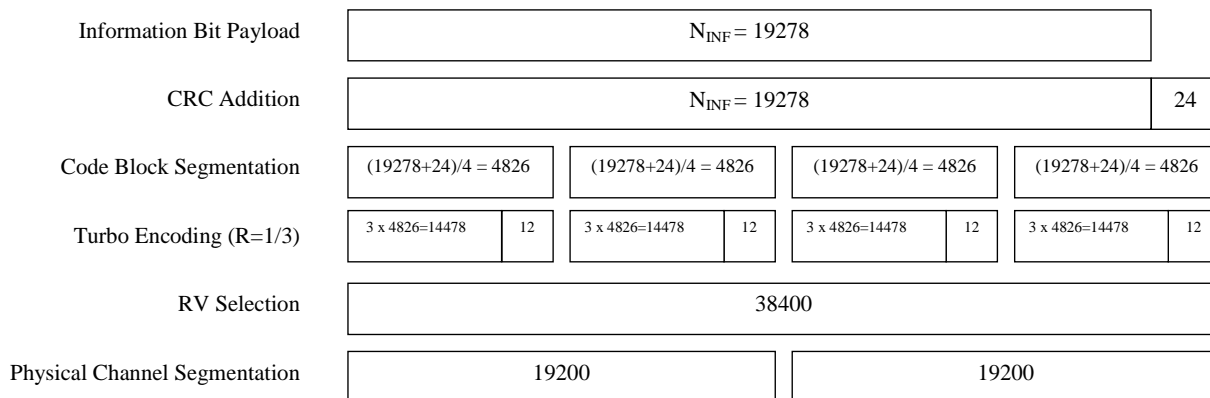 Information Bit Payload N_INF = 19278
CRC Addition N_INF = 19278 24
Code Block Segmentation (19278+24)/4 = 4826 (19278+24)/4 = 4826 (19278+24)/4 = 4826 (19278+24)/4 = 4826
Turbo Encoding (R=1/3) 3 x 4826=14478 12 3 x 4826=14478 12 3 x 4826=14478 12 3 x 4826=14478 12
RV Selection 38400
Physical Channel Segmentation 19200 19200